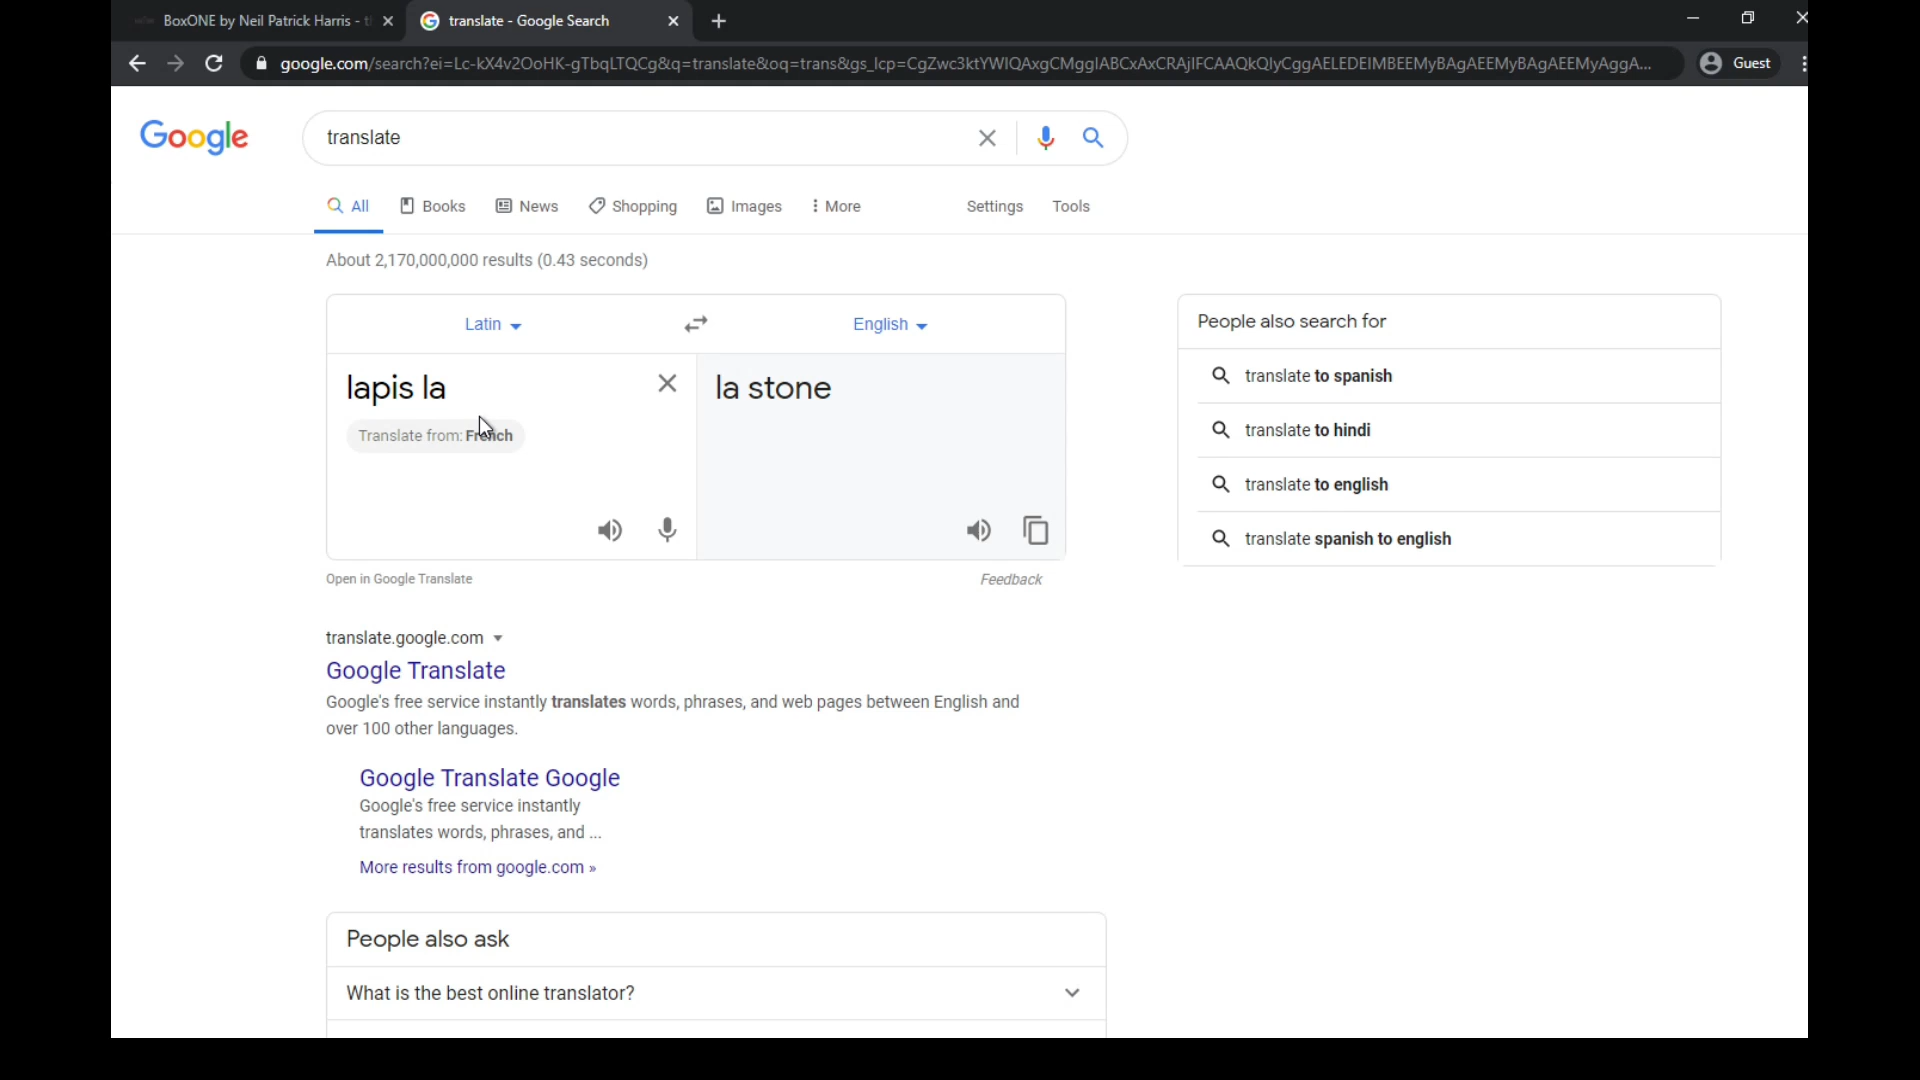 BoxONE by Neil Patrick Harris -
translate - Google Search
google.com/search?ei=Lc-kX4v2OoHK-gTbqLTQCg&q=translate&oq=trans&gs_lcp=CgZwc3ktYWIQAxgCMggIABCxAxCRAjIFCAAQkQIyCggAELEDEIMBEEMyBAgAEEMyBAgAEEMyAggA...
Guest
Google
translate
All
Books
News
Shopping
Images
More
Settings
Tools
About 2,170,000,000 results (0.43 seconds)
Latin
English
lapis la
la stone
Translate from: French
Open in Google Translate
Feedback
People also search for
translate to spanish
translate to hindi
translate to english
translate spanish to english
translate.google.com
Google Translate
Google's free service instantly translates words, phrases, and web pages between English and
over 100 other languages.
Google Translate Google
Google's free service instantly
translates words, phrases, and ...
More results from google.com »
People also ask
What is the best online translator?